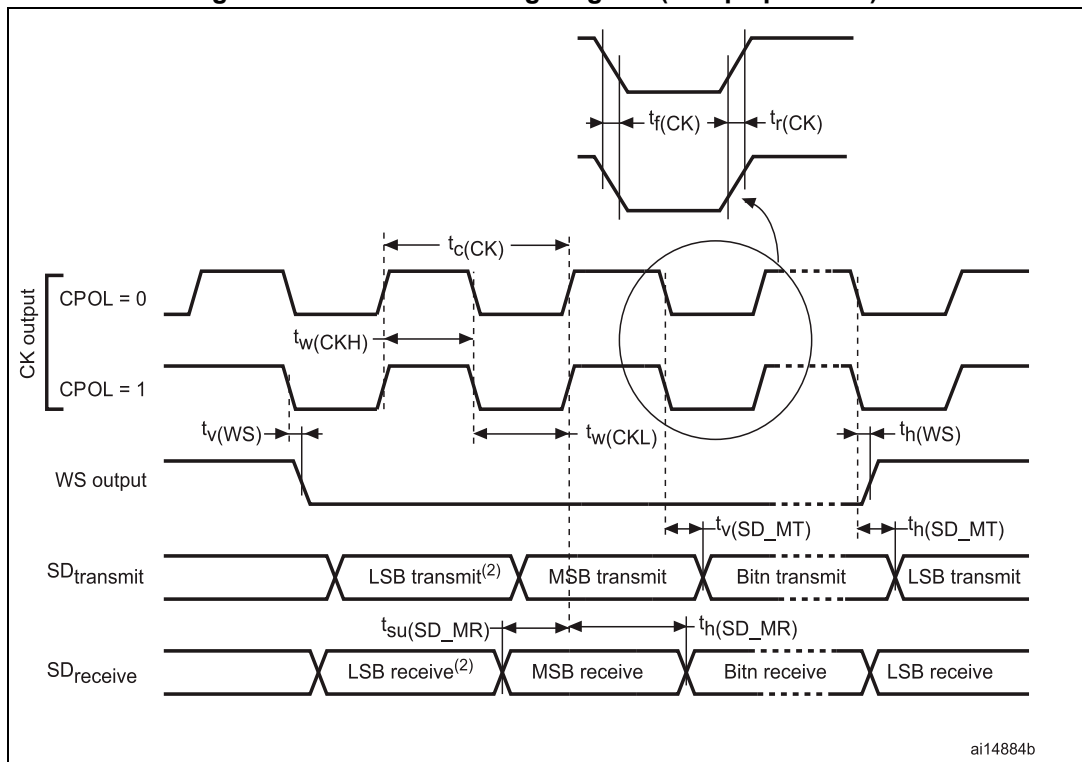 tf(CK)
tr(CK)
tc(CK)
CK output
CPOL = 0
tw(CKH)
CPOL = 1
tv(WS)
tw(CKL)
th(WS)
WS output
tv(SD_MT)
th(SD_MT)
SDtransmit
LSB transmit(2)
MSB transmit
Bitn transmit
LSB transmit
tsu(SD_MR)
th(SD_MR)
SDreceive
LSB receive(2)
MSB receive
Bitn receive
LSB receive
ai14884b